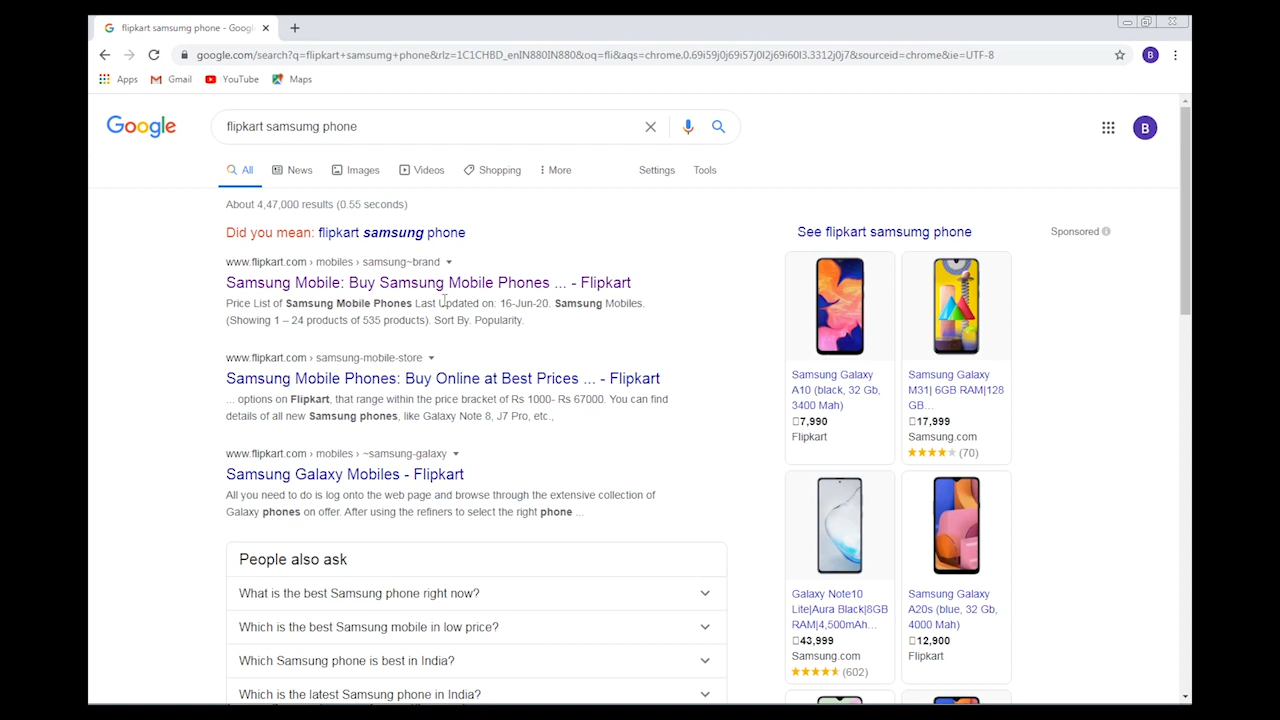 flipkart samsumg phone - Googl
google.com/search?q=flipkart+samsumg+phone&rlz=1C1CHBD_enIN880IN880&oq=fli&aqs=chrome.0.69i59j0j69i57j0l2j69i60l3.3312j0j7&sourceid=chrome&ie=UTF-8
B
Apps Gmail YouTube Maps
Google
flipkart samsumg phone
B
All News Images Videos Shopping More Settings Tools
About 4,47,000 results (0.55 seconds)
Did you mean: flipkart samsung phone
www.flipkart.com › mobiles › samsung~brand
Samsung Mobile: Buy Samsung Mobile Phones ... - Flipkart
Price List of Samsung Mobile Phones Last Updated on: 16-Jun-20. Samsung Mobiles.
(Showing 1 – 24 products of 535 products). Sort By. Popularity.
www.flipkart.com › samsung-mobile-store
Samsung Mobile Phones: Buy Online at Best Prices ... - Flipkart
... options on Flipkart, that range within the price bracket of Rs 1000- Rs 67000. You can find
details of all new Samsung phones, like Galaxy Note 8, J7 Pro, etc.,
www.flipkart.com › mobiles › ~samsung-galaxy
Samsung Galaxy Mobiles - Flipkart
All you need to do is log onto the web page and browse through the extensive collection of
Galaxy phones on offer. After using the refiners to select the right phone ...
People also ask
What is the best Samsung phone right now?
Which is the best Samsung mobile in low price?
Which Samsung phone is best in India?
Which is the latest Samsung phone in India?
See flipkart samsumg phone Sponsored
Samsung Galaxy
A10 (black, 32 Gb,
3400 Mah)
7,990
Flipkart
Samsung Galaxy
M31| 6GB RAM|128
GB...
17,999
Samsung.com
(70)
Galaxy Note10
Lite|Aura Black|8GB
RAM|4,500mAh...
43,999
Samsung.com
(602)
Samsung Galaxy
A20s (blue, 32 Gb,
4000 Mah)
12,900
Flipkart